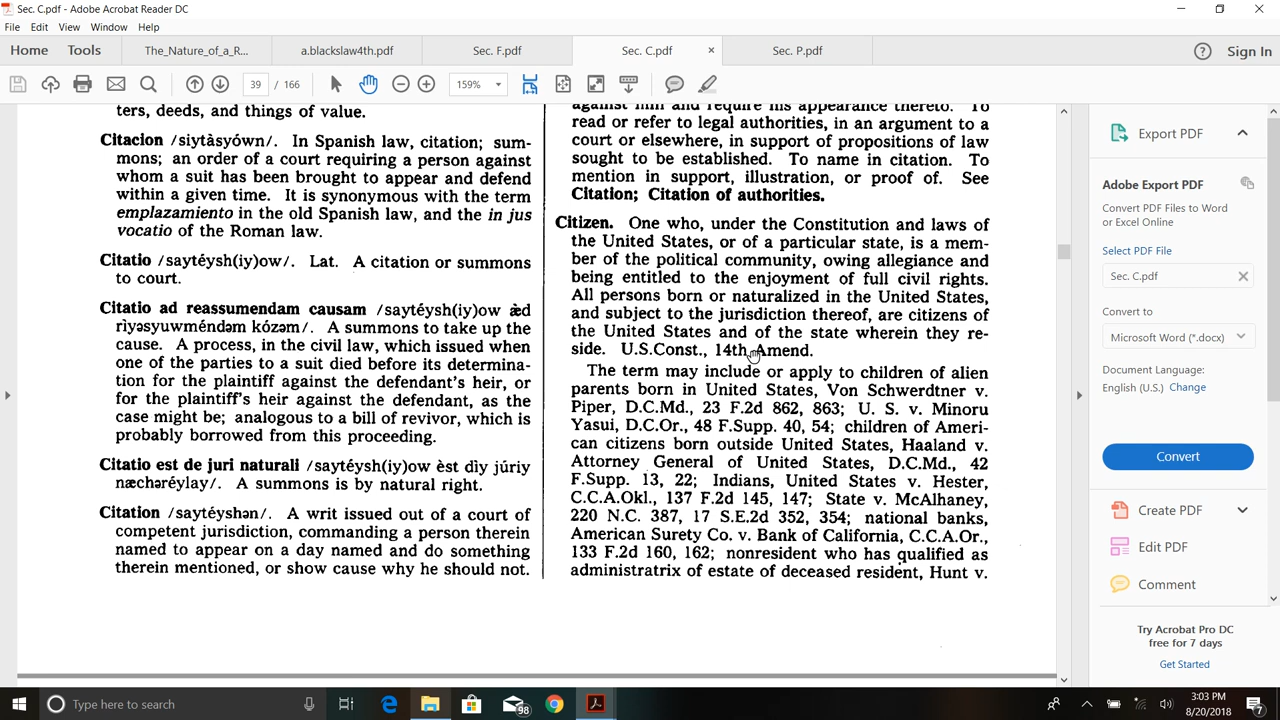 Sec. C.pdf - Adobe Acrobat Reader DC
File Edit View Window Help
Home Tools The_Nature_of_a_R... a.blackslaw4th.pdf Sec. F.pdf Sec. C.pdf × Sec. P.pdf Sign In
39 / 166 159%
ters, deeds, and things of value.
Citacion /siytàsyówn/. In Spanish law, citation; sum-
mons; an order of a court requiring a person against
whom a suit has been brought to appear and defend
within a given time. It is synonymous with the term
emplazamiento in the old Spanish law, and the in jus
vocatio of the Roman law.
Citatio /saytéysh(iy)ow/. Lat. A citation or summons
to court.
Citatio ad reassumendam causam /saytéysh(iy)ow æ̀d
rìyəsyuwméndəm kózəm/. A summons to take up the
cause. A process, in the civil law, which issued when
one of the parties to a suit died before its determina-
tion for the plaintiff against the defendant's heir, or
for the plaintiff's heir against the defendant, as the
case might be; analogous to a bill of revivor, which is
probably borrowed from this proceeding.
Citatio est de juri naturali /saytéysh(iy)ow èst dìy júriy
næchəréylay/. A summons is by natural right.
Citation /saytéyshən/. A writ issued out of a court of
competent jurisdiction, commanding a person therein
named to appear on a day named and do something
therein mentioned, or show cause why he should not.
against him and require his appearance thereto. To
read or refer to legal authorities, in an argument to a
court or elsewhere, in support of propositions of law
sought to be established. To name in citation. To
mention in support, illustration, or proof of. See
Citation; Citation of authorities.
Citizen. One who, under the Constitution and laws of
the United States, or of a particular state, is a mem-
ber of the political community, owing allegiance and
being entitled to the enjoyment of full civil rights.
All persons born or naturalized in the United States,
and subject to the jurisdiction thereof, are citizens of
the United States and of the state wherein they re-
side. U.S.Const., 14th Amend.
The term may include or apply to children of alien
parents born in United States, Von Schwerdtner v.
Piper, D.C.Md., 23 F.2d 862, 863; U. S. v. Minoru
Yasui, D.C.Or., 48 F.Supp. 40, 54; children of Ameri-
can citizens born outside United States, Haaland v.
Attorney General of United States, D.C.Md., 42
F.Supp. 13, 22; Indians, United States v. Hester,
C.C.A.Okl., 137 F.2d 145, 147; State v. McAlhaney,
220 N.C. 387, 17 S.E.2d 352, 354; national banks,
American Surety Co. v. Bank of California, C.C.A.Or.,
133 F.2d 160, 162; nonresident who has qualified as
administratrix of estate of deceased resident, Hunt v.
Export PDF
Adobe Export PDF
Convert PDF Files to Word
or Excel Online
Select PDF File
Sec. C.pdf
Convert to
Microsoft Word (*.docx)
Document Language:
English (U.S.) Change
Convert
Create PDF
Edit PDF
Comment
Try Acrobat Pro DC
free for 7 days
Get Started
Type here to search
98
3:03 PM
8/20/2018
7